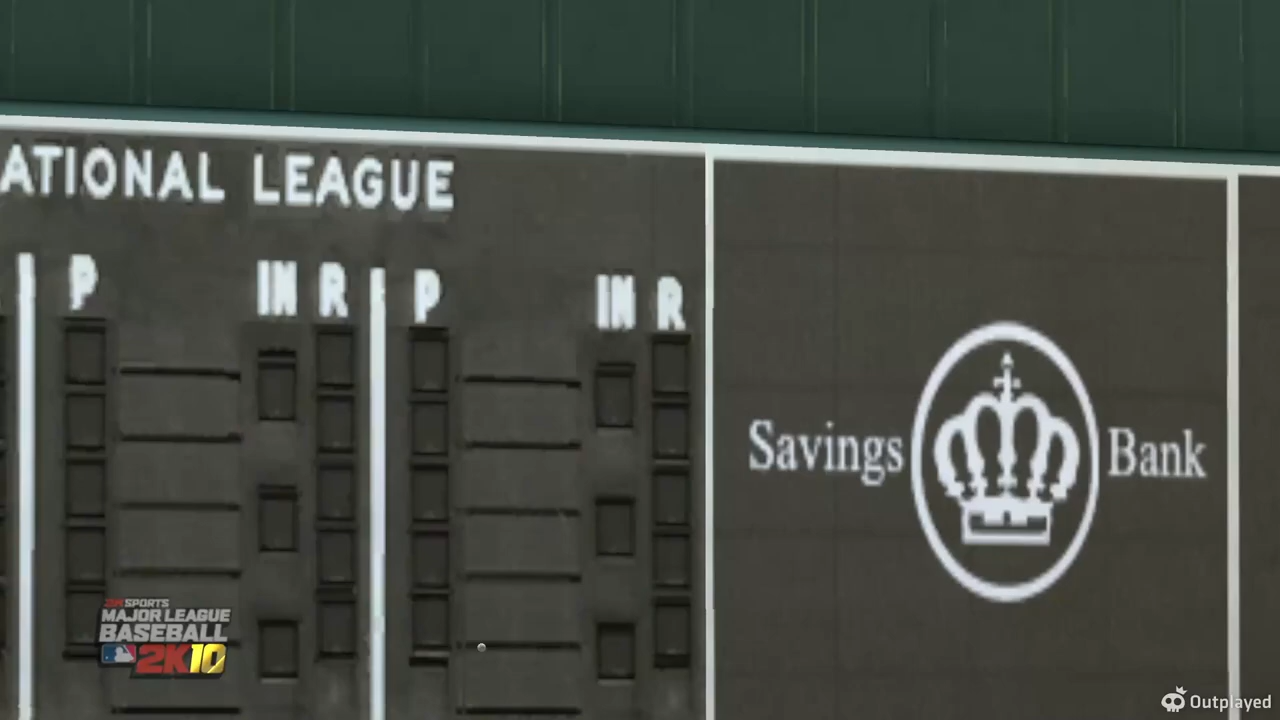 ATIONAL LEAGUE
P IN R P IN R
Savings Bank
2K SPORTS
MAJOR LEAGUE
BASEBALL
2K10
Outplayed